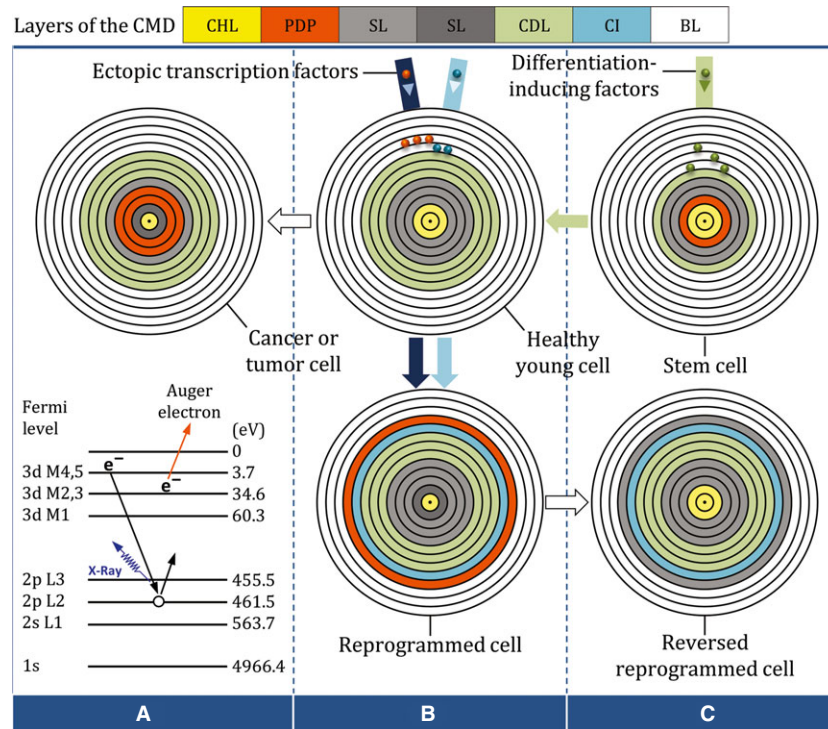 Layers of the CMD CHL PDP SL SL CDL CI BL
Ectopic transcription factors
Differentiation-
inducing factors
Cancer or
tumor cell
Healthy
young cell
Stem cell
Auger
electron
Fermi
level
(eV)
0
3d M4,5 e− 3.7
3d M2,3 e− 34.6
3d M1 60.3
X-Ray
2p L3 455.5
2p L2 461.5
2s L1 563.7
1s 4966.4
Reprogrammed cell
Reversed
reprogrammed cell
A B C